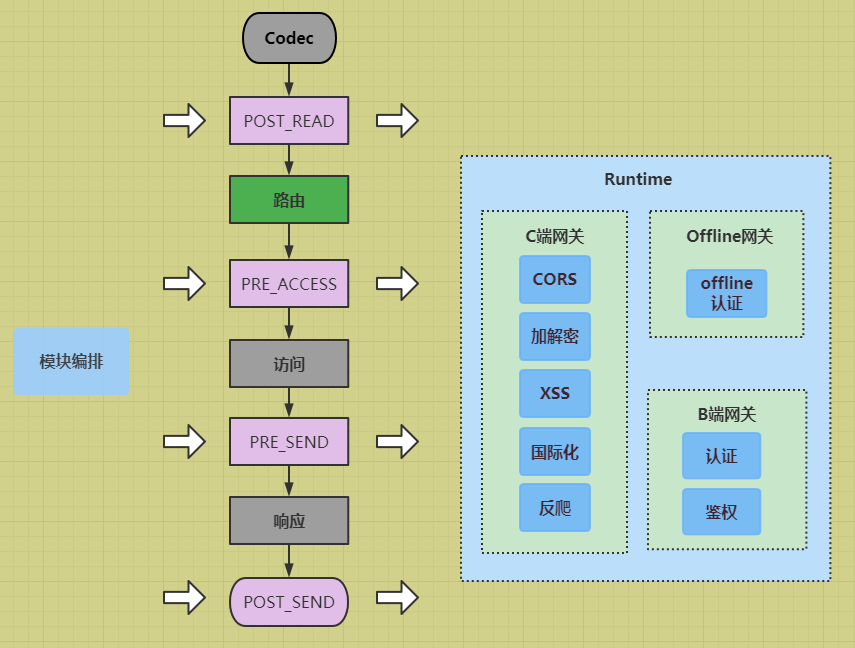 Codec
POST_READ
路由
PRE_ACCESS
访问
PRE_SEND
响应
POST_SEND
模块编排
Runtime
C端网关
CORS
加解密
XSS
国际化
反爬
Offline网关
offline
认证
B端网关
认证
鉴权